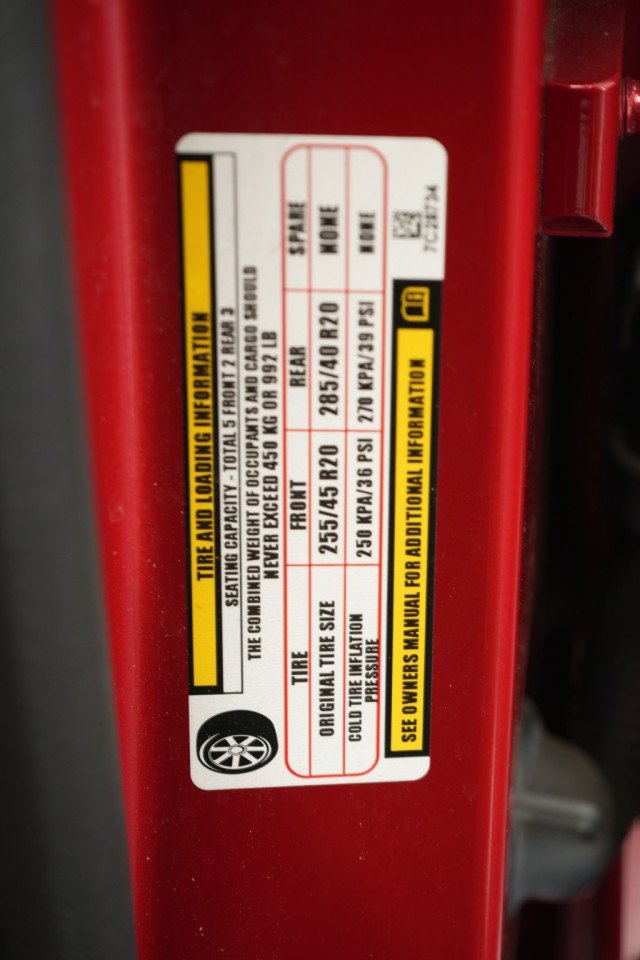 TIRE AND LOADING INFORMATION
SEATING CAPACITY - TOTAL 5 FRONT 2 REAR 3
THE COMBINED WEIGHT OF OCCUPANTS AND CARGO SHOULD
NEVER EXCEED 450 KG OR 992 LB
TIRE FRONT REAR SPARE
ORIGINAL TIRE SIZE 255/45 R20 285/40 R20 NONE
COLD TIRE INFLATION
PRESSURE 250 KPA/36 PSI 270 KPA/39 PSI NONE
SEE OWNERS MANUAL FOR ADDITIONAL INFORMATION